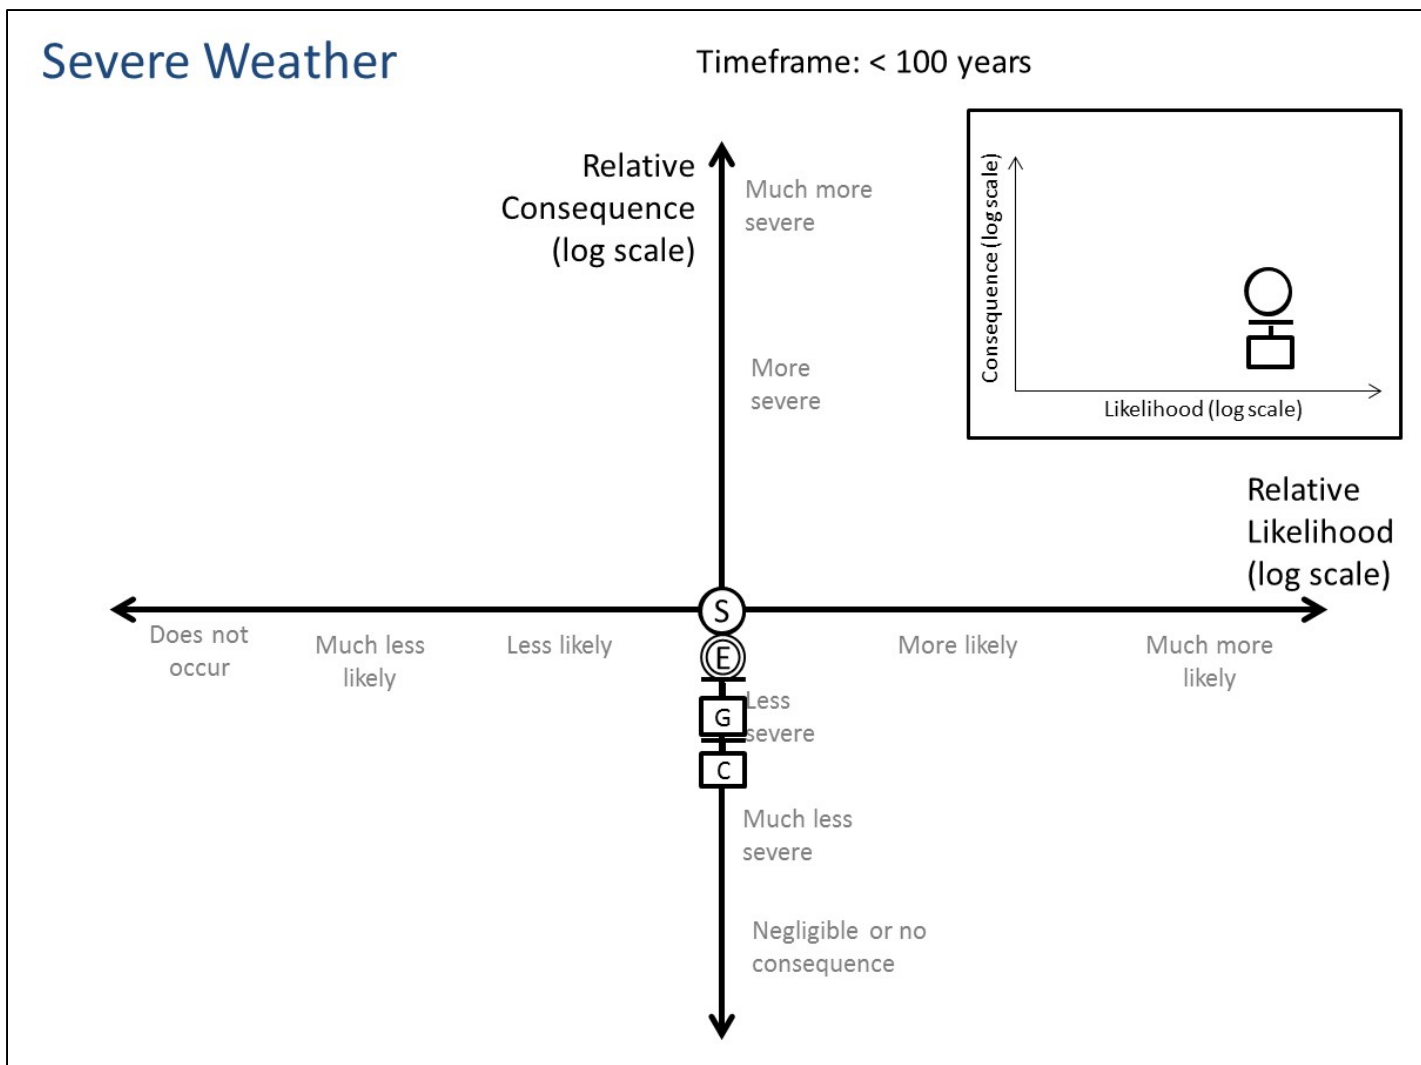 Severe Weather
Timeframe: < 100 years
Relative
Consequence
(log scale)
Much more
severe
More
severe
Consequence (log scale)
Likelihood (log scale)
Relative
Likelihood
(log scale)
Does not
occur
Much less
likely
Less likely
S
More likely
Much more
likely
E
G
Less
severe
C
Much less
severe
Negligible or no
consequence